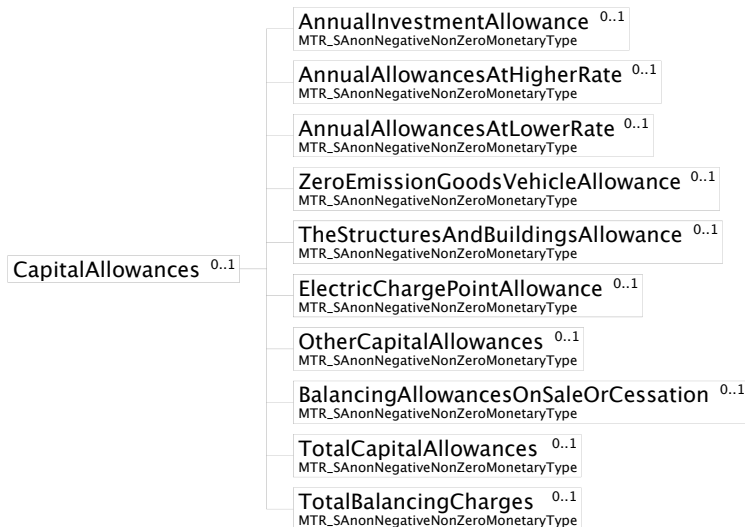 AnnualInvestmentAllowance 0..1
MTR_SAnonNegativeNonZeroMonetaryType
AnnualAllowancesAtHigherRate 0..1
MTR_SAnonNegativeNonZeroMonetaryType
AnnualAllowancesAtLowerRate 0..1
MTR_SAnonNegativeNonZeroMonetaryType
ZeroEmissionGoodsVehicleAllowance 0..1
MTR_SAnonNegativeNonZeroMonetaryType
TheStructuresAndBuildingsAllowance 0..1
MTR_SAnonNegativeNonZeroMonetaryType
CapitalAllowances 0..1
ElectricChargePointAllowance 0..1
MTR_SAnonNegativeNonZeroMonetaryType
OtherCapitalAllowances 0..1
MTR_SAnonNegativeNonZeroMonetaryType
BalancingAllowancesOnSaleOrCessation 0..1
MTR_SAnonNegativeNonZeroMonetaryType
TotalCapitalAllowances 0..1
MTR_SAnonNegativeNonZeroMonetaryType
TotalBalancingCharges 0..1
MTR_SAnonNegativeNonZeroMonetaryType